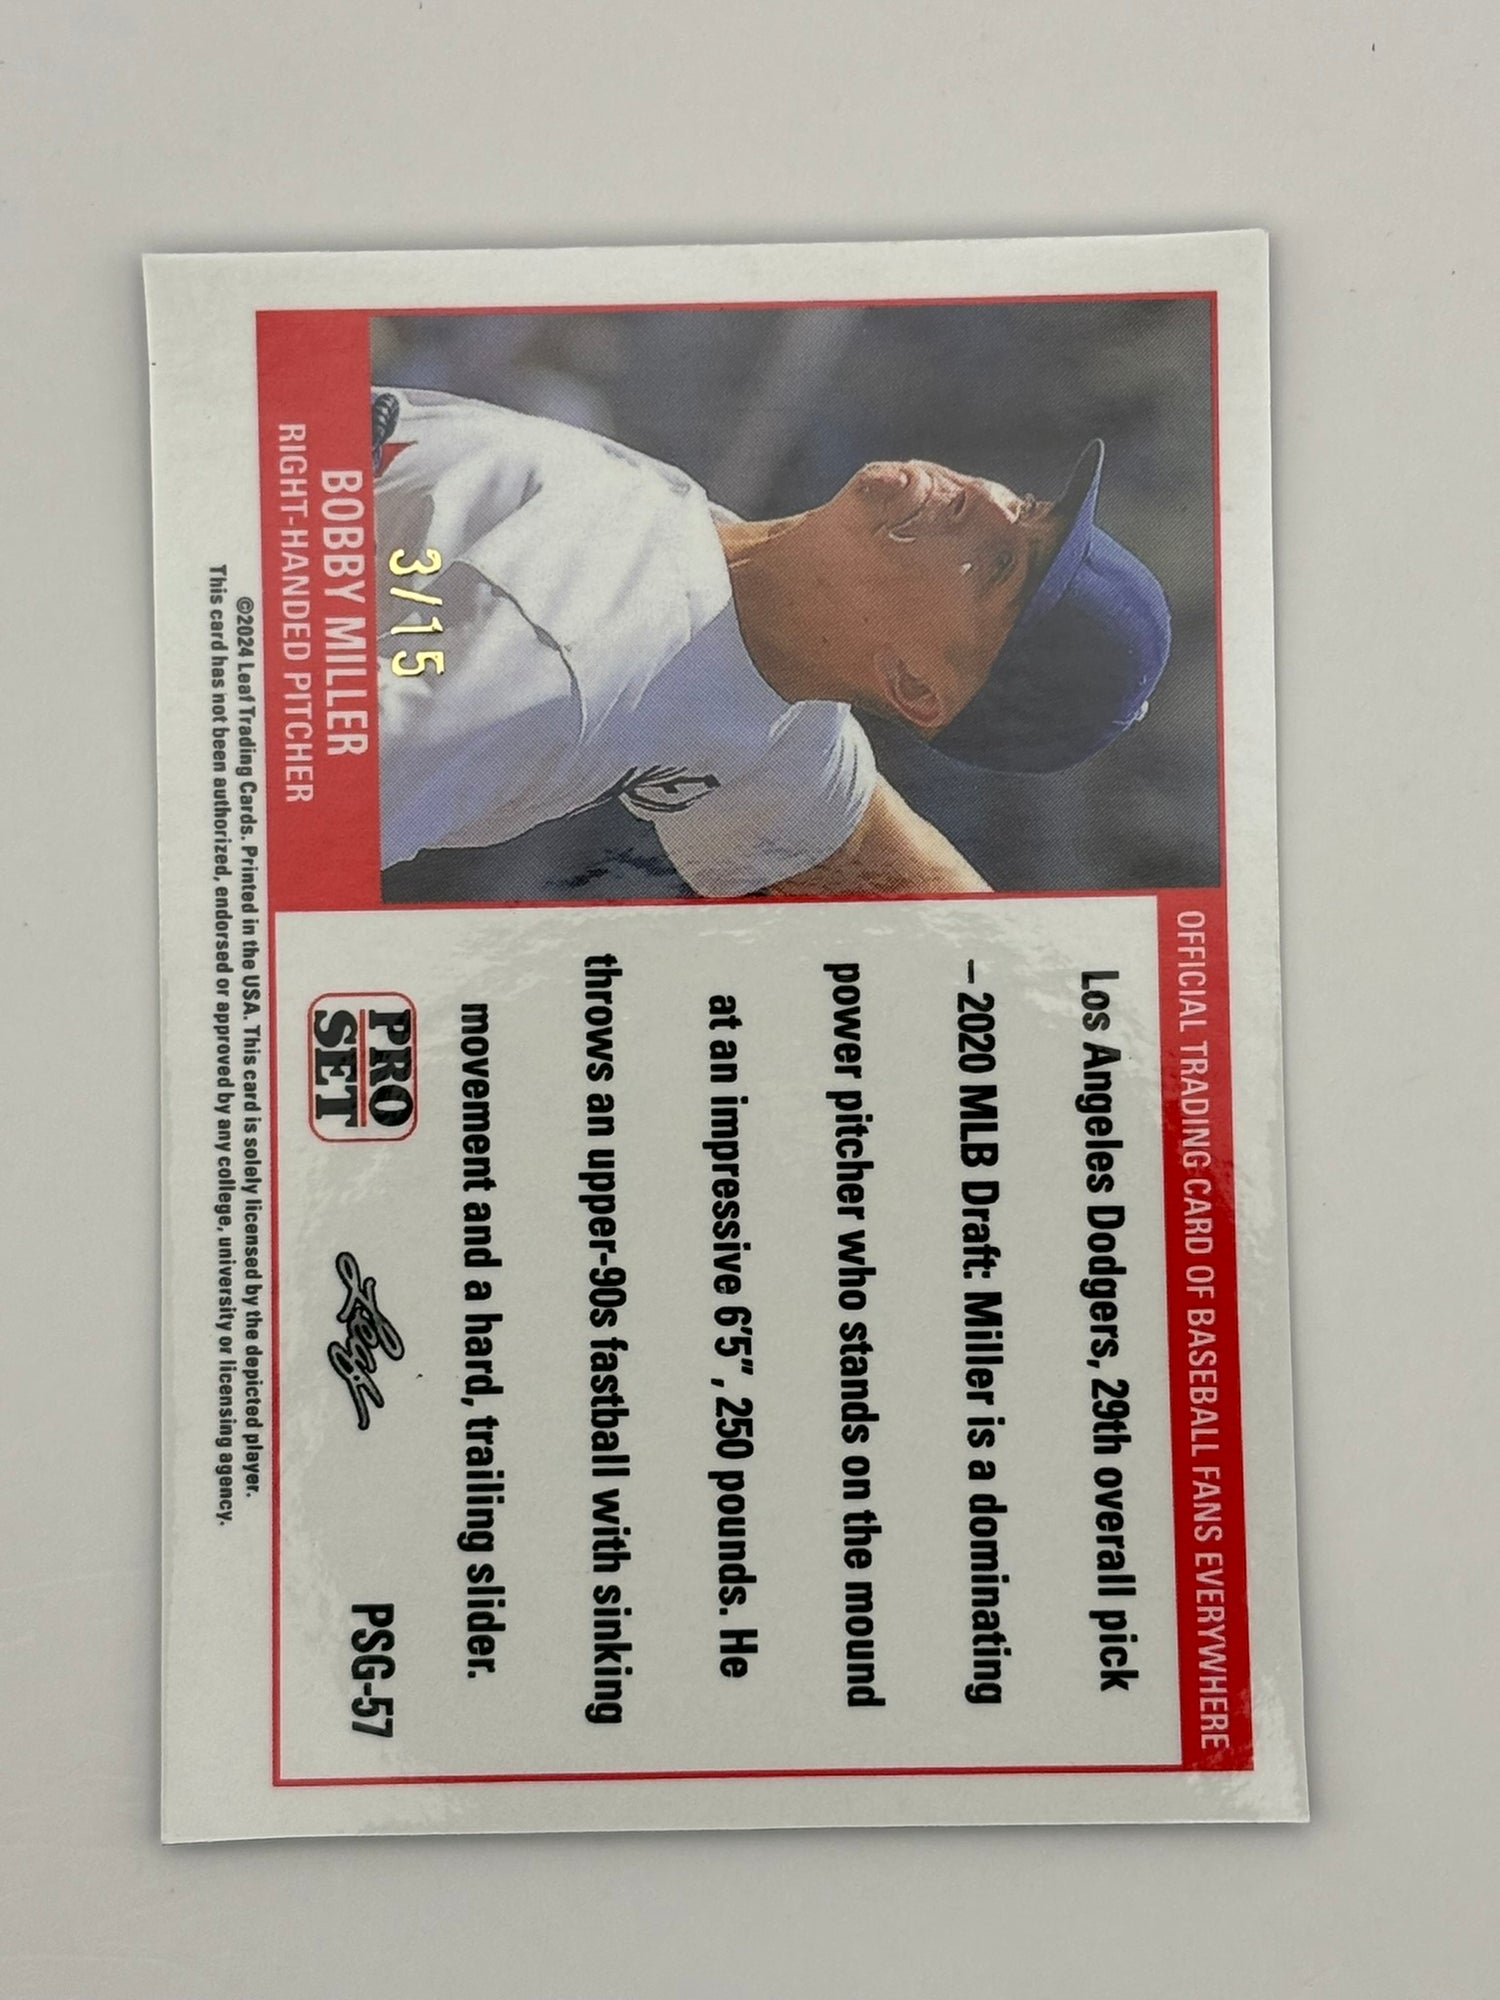 OFFICIAL TRADING CARD OF BASEBALL FANS EVERYWHERE
Los Angeles Dodgers, 29th overall pick
– 2020 MLB Draft: Miller is a dominating
power pitcher who stands on the mound
at an impressive 6'5", 250 pounds. He
throws an upper-90s fastball with sinking
movement and a hard, trailing slider.
3/15
BOBBY MILLER
RIGHT-HANDED PITCHER
PRO
SET
Leaf
PSG-57
©2024 Leaf Trading Cards. Printed in the USA. This card is solely licensed by the depicted player.
This card has not been authorized, endorsed or approved by any college, university or licensing agency.